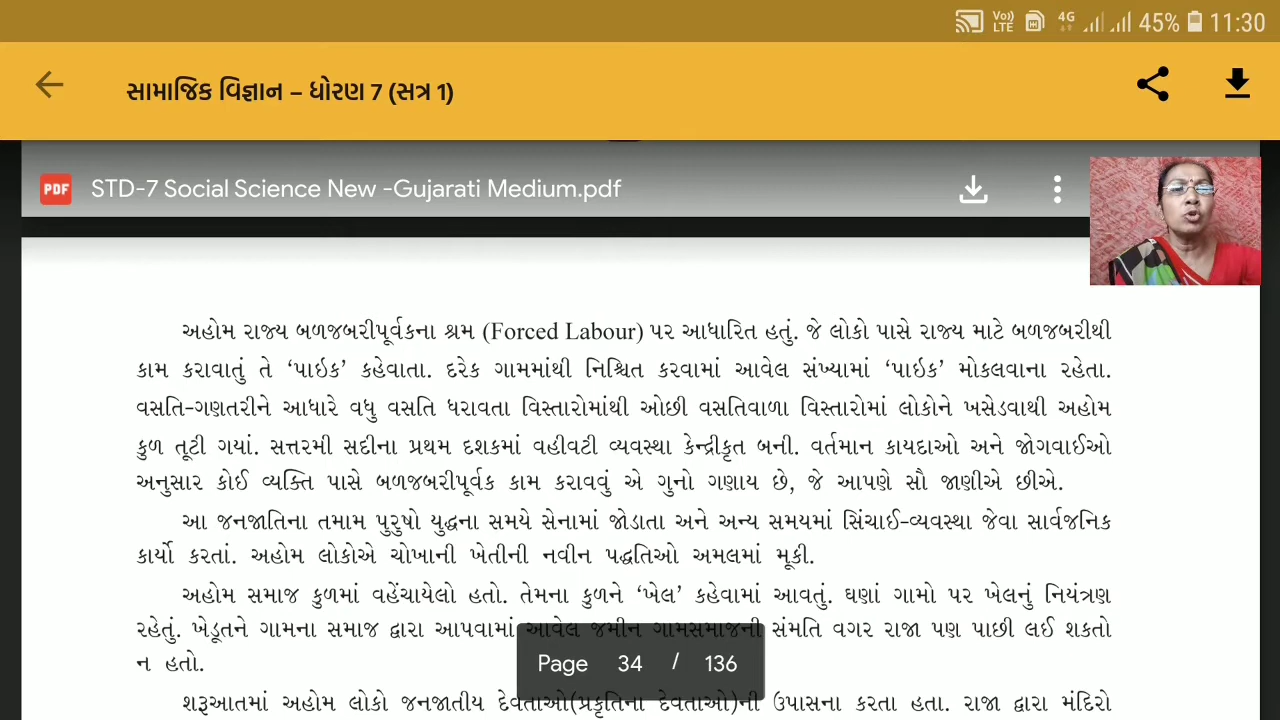 Vo)) LTE 4G 45% 11:30
સામાજિક વિજ્ઞાન – ધોરણ 7 (સત્ર 1)
PDF STD-7 Social Science New -Gujarati Medium.pdf
અહોમ રાજ્ય બળજબરીપૂર્વકના શ્રમ (Forced Labour) પર આધારિત હતું. જે લોકો પાસે રાજ્ય માટે બળજબરીથી
કામ કરાવાતું તે ‘પાઇક’ કહેવાતા. દરેક ગામમાંથી નિશ્ચિત કરવામાં આવેલ સંખ્યામાં ‘પાઇક’ મોકલવાના રહેતા.
વસતિ-ગણતરીને આધારે વધુ વસતિ ધરાવતા વિસ્તારોમાંથી ઓછી વસતિવાળા વિસ્તારોમાં લોકોને ખસેડવાથી અહોમ
કુળ તૂટી ગયાં. સત્તરમી સદીના પ્રથમ દશકમાં વહીવટી વ્યવસ્થા કેન્દ્રીકૃત બની. વર્તમાન કાયદાઓ અને જોગવાઈઓ
અનુસાર કોઈ વ્યક્તિ પાસે બળજબરીપૂર્વક કામ કરાવવું એ ગુનો ગણાય છે, જે આપણે સૌ જાણીએ છીએ.
આ જનજાતિના તમામ પુરુષો યુદ્ધના સમયે સેનામાં જોડાતા અને અન્ય સમયમાં સિંચાઈ-વ્યવસ્થા જેવા સાર્વજનિક
કાર્યો કરતાં. અહોમ લોકોએ ચોખાની ખેતીની નવીન પદ્ધતિઓ અમલમાં મૂકી.
અહોમ સમાજ કુળમાં વહેંચાયેલો હતો. તેમના કુળને ‘ખેલ’ કહેવામાં આવતું. ઘણાં ગામો પર ખેલનું નિયંત્રણ
રહેતું. ખેડૂતને ગામના સમાજ દ્વારા આપવામાં આવેલ જમીન ગામસમાજની સંમતિ વગર રાજા પણ પાછી લઈ શકતો
ન હતો.
Page 34 / 136
શરૂઆતમાં અહોમ લોકો જનજાતીય દેવતાઓ(પ્રકૃતિના દેવતાઓ)ની ઉપાસના કરતા હતા. રાજા દ્વારા મંદિરો